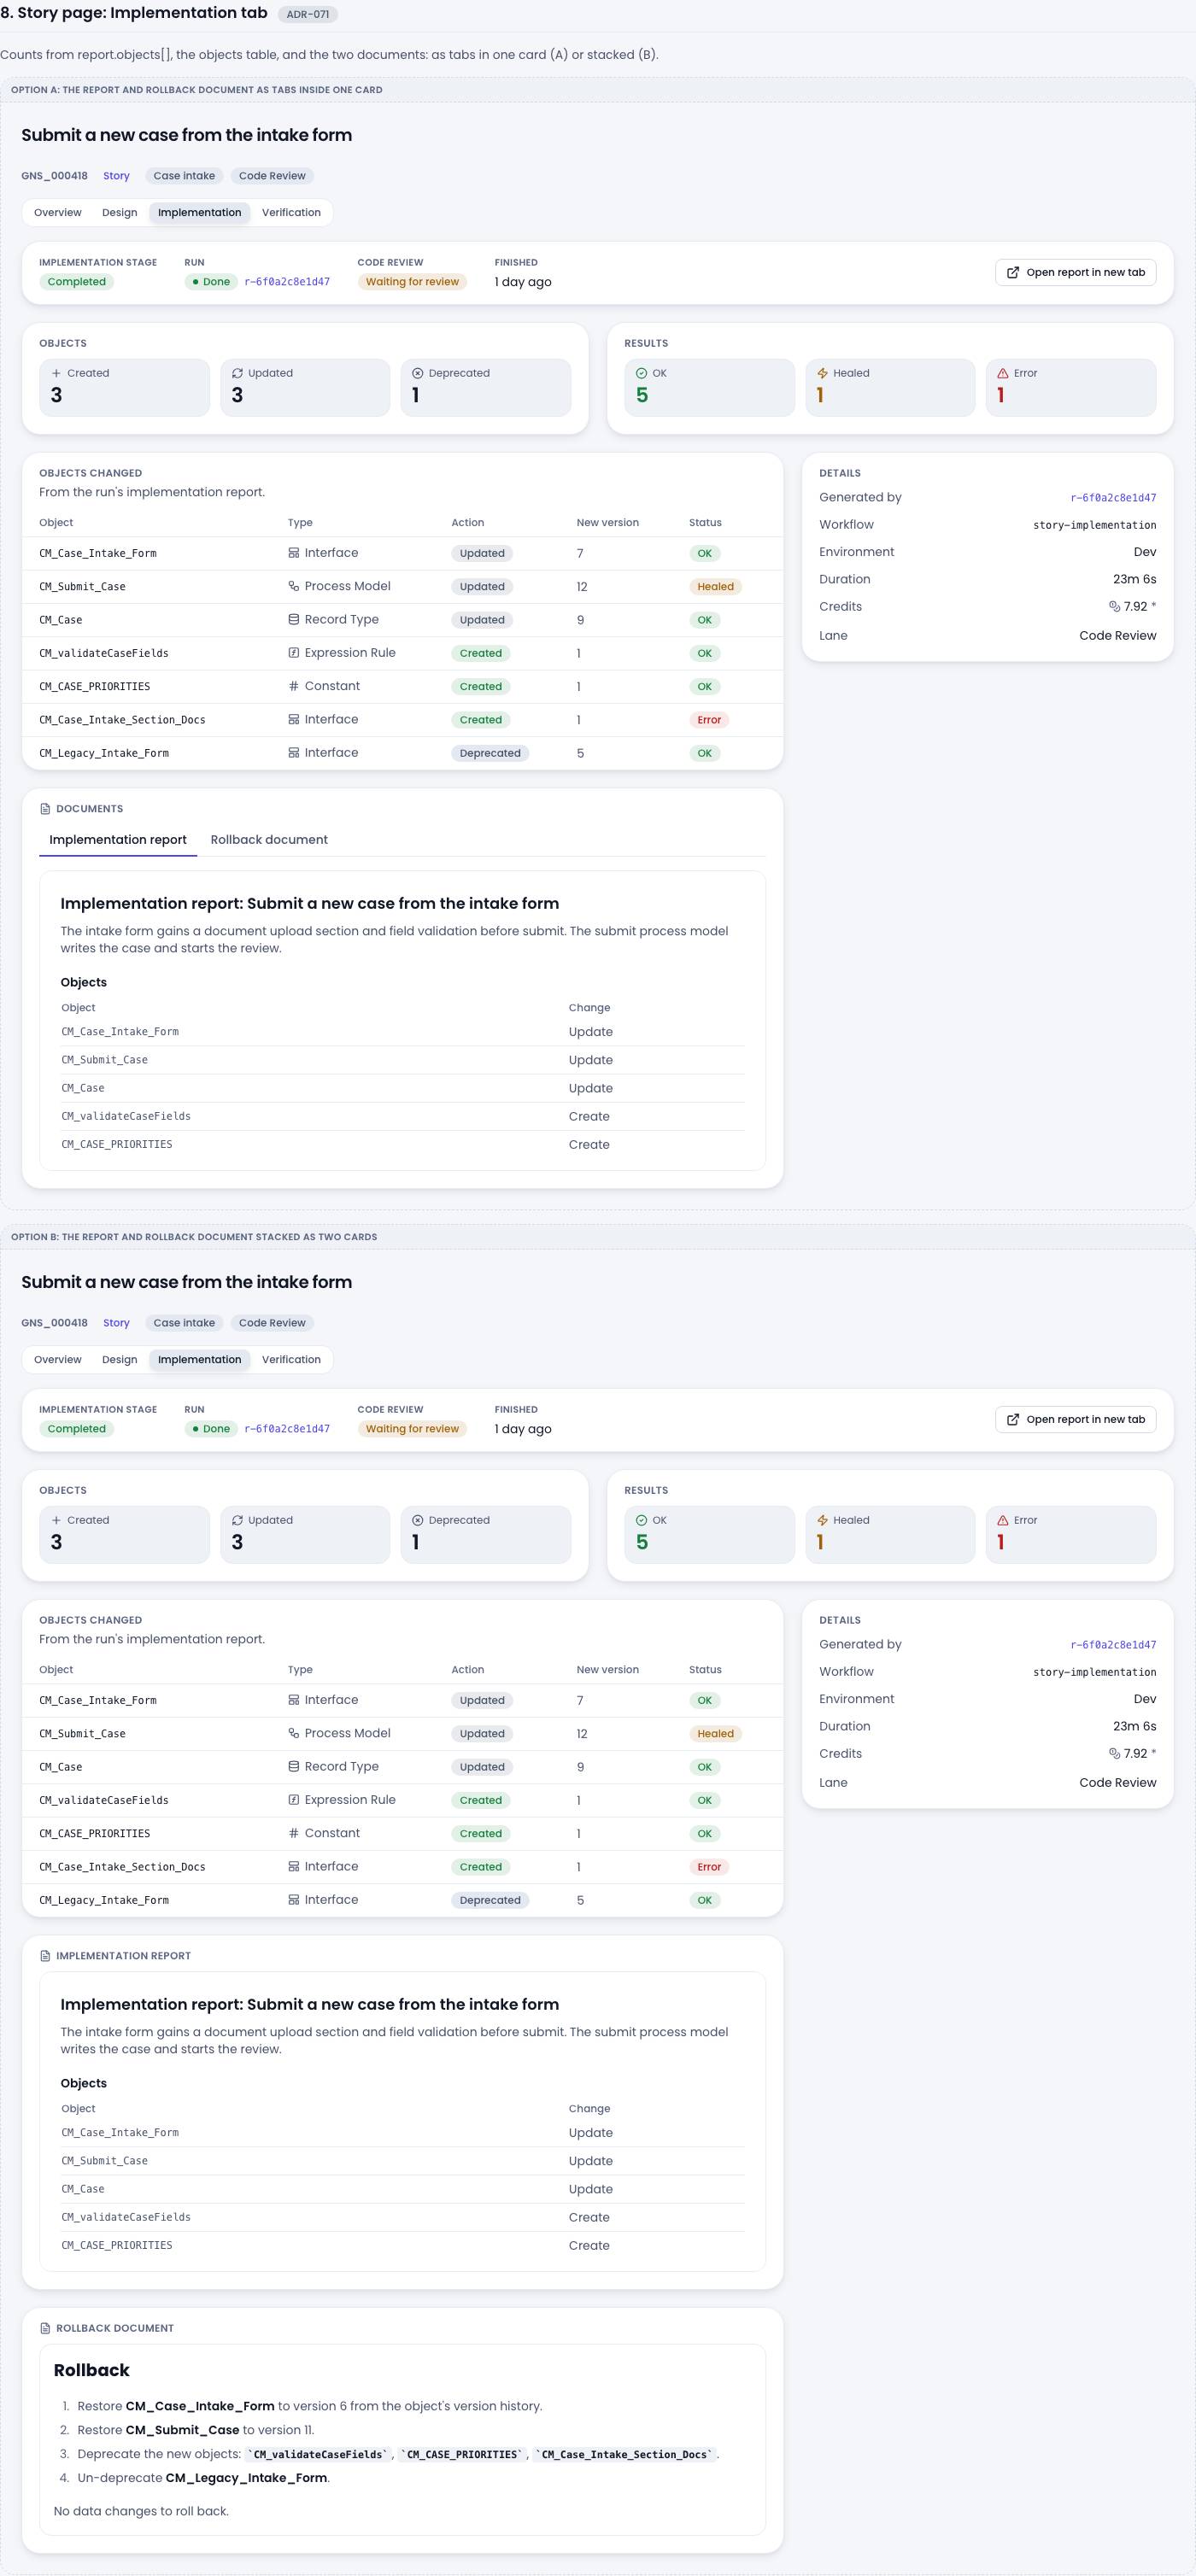 8. Story page: Implementation tab ADR-071
Counts from report.objects[], the objects table, and the two documents: as tabs in one card (A) or stacked (B).
OPTION A: THE REPORT AND ROLLBACK DOCUMENT AS TABS INSIDE ONE CARD
Submit a new case from the intake form
GNS_000418 Story Case intake Code Review
Overview Design Implementation Verification
IMPLEMENTATION STAGE RUN CODE REVIEW FINISHED
Completed Done r-6f0a2c8e1d47 Waiting for review 1 day ago Open report in new tab
OBJECTS
Created Updated Deprecated
3 3 1
RESULTS
OK Healed Error
5 1 1
OBJECTS CHANGED
From the run's implementation report.
Object Type Action New version Status
CM_Case_Intake_Form Interface Updated 7 OK
CM_Submit_Case Process Model Updated 12 Healed
CM_Case Record Type Updated 9 OK
CM_validateCaseFields Expression Rule Created 1 OK
CM_CASE_PRIORITIES Constant Created 1 OK
CM_Case_Intake_Section_Docs Interface Created 1 Error
CM_Legacy_Intake_Form Interface Deprecated 5 OK
DETAILS
Generated by r-6f0a2c8e1d47
Workflow story-implementation
Environment Dev
Duration 23m 6s
Credits 7.92 *
Lane Code Review
DOCUMENTS
Implementation report Rollback document
Implementation report: Submit a new case from the intake form
The intake form gains a document upload section and field validation before submit. The submit process model
writes the case and starts the review.
Objects
Object Change
CM_Case_Intake_Form Update
CM_Submit_Case Update
CM_Case Update
CM_validateCaseFields Create
CM_CASE_PRIORITIES Create
OPTION B: THE REPORT AND ROLLBACK DOCUMENT STACKED AS TWO CARDS
Submit a new case from the intake form
GNS_000418 Story Case intake Code Review
Overview Design Implementation Verification
IMPLEMENTATION STAGE RUN CODE REVIEW FINISHED
Completed Done r-6f0a2c8e1d47 Waiting for review 1 day ago Open report in new tab
OBJECTS
Created Updated Deprecated
3 3 1
RESULTS
OK Healed Error
5 1 1
OBJECTS CHANGED
From the run's implementation report.
Object Type Action New version Status
CM_Case_Intake_Form Interface Updated 7 OK
CM_Submit_Case Process Model Updated 12 Healed
CM_Case Record Type Updated 9 OK
CM_validateCaseFields Expression Rule Created 1 OK
CM_CASE_PRIORITIES Constant Created 1 OK
CM_Case_Intake_Section_Docs Interface Created 1 Error
CM_Legacy_Intake_Form Interface Deprecated 5 OK
DETAILS
Generated by r-6f0a2c8e1d47
Workflow story-implementation
Environment Dev
Duration 23m 6s
Credits 7.92 *
Lane Code Review
IMPLEMENTATION REPORT
Implementation report: Submit a new case from the intake form
The intake form gains a document upload section and field validation before submit. The submit process model
writes the case and starts the review.
Objects
Object Change
CM_Case_Intake_Form Update
CM_Submit_Case Update
CM_Case Update
CM_validateCaseFields Create
CM_CASE_PRIORITIES Create
ROLLBACK DOCUMENT
Rollback
1. Restore CM_Case_Intake_Form to version 6 from the object's version history.
2. Restore CM_Submit_Case to version 11.
3. Deprecate the new objects: `CM_validateCaseFields`, `CM_CASE_PRIORITIES`, `CM_Case_Intake_Section_Docs`.
4. Un-deprecate CM_Legacy_Intake_Form.
No data changes to roll back.